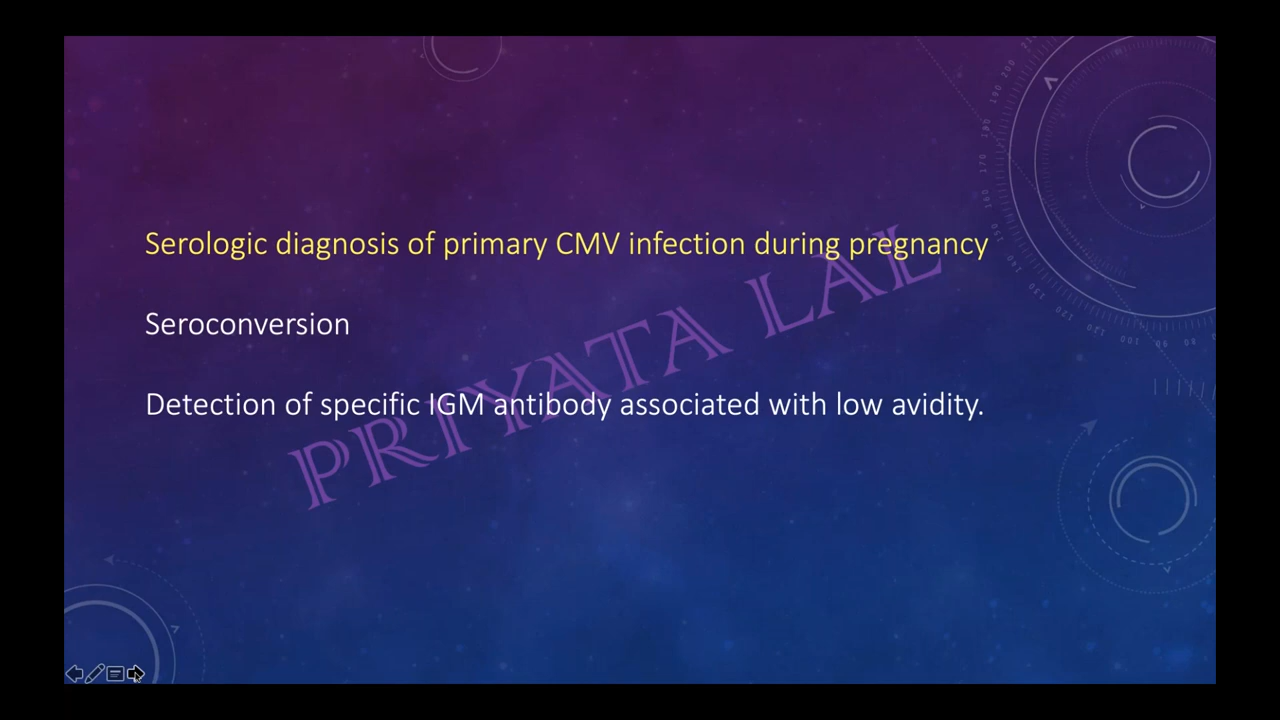 Serologic diagnosis of primary CMV infection during pregnancy
Seroconversion
Detection of specific IGM antibody associated with low avidity.
PRIYATA LAL